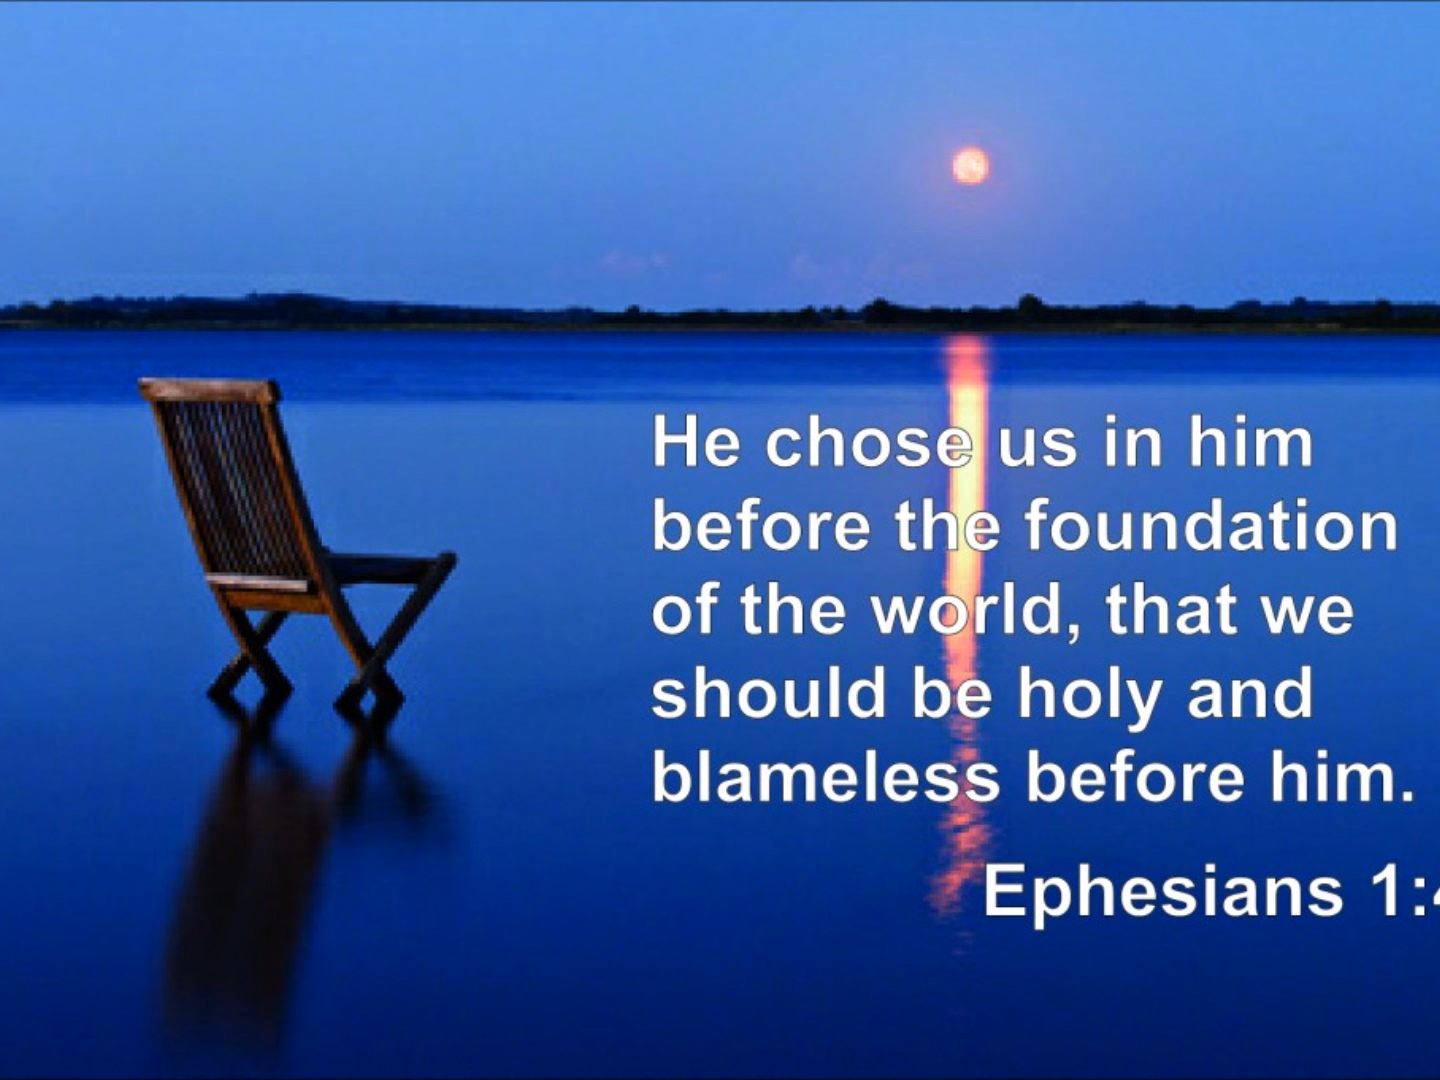 He chose us in him
before the foundation
of the world, that we
should be holy and
blameless before him.
Ephesians 1:4